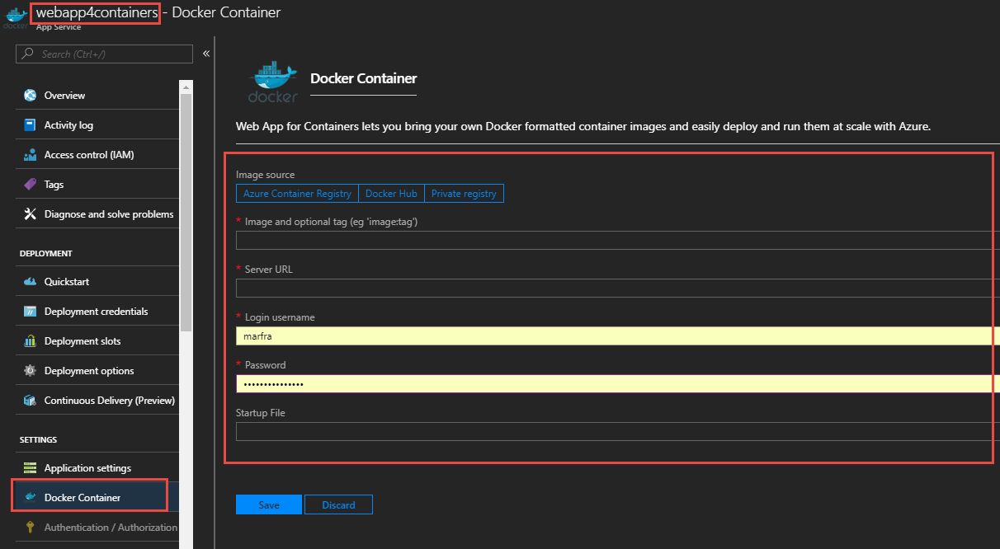 webapp4containers - Docker Container
docker
App Service
Search (Ctrl+/)
«
Overview
Activity log
Access control (IAM)
Tags
Diagnose and solve problems
DEPLOYMENT
Quickstart
Deployment credentials
Deployment slots
Deployment options
Continuous Delivery (Preview)
SETTINGS
Application settings
Docker Container
Authentication / Authorization
docker
Docker Container
Web App for Containers lets you bring your own Docker formatted container images and easily deploy and run them at scale with Azure.
Image source
Azure Container Registry Docker Hub Private registry
* Image and optional tag (eg 'image:tag')
* Server URL
* Login username
marfra
* Password
•••••••••••••••
Startup File
Save Discard